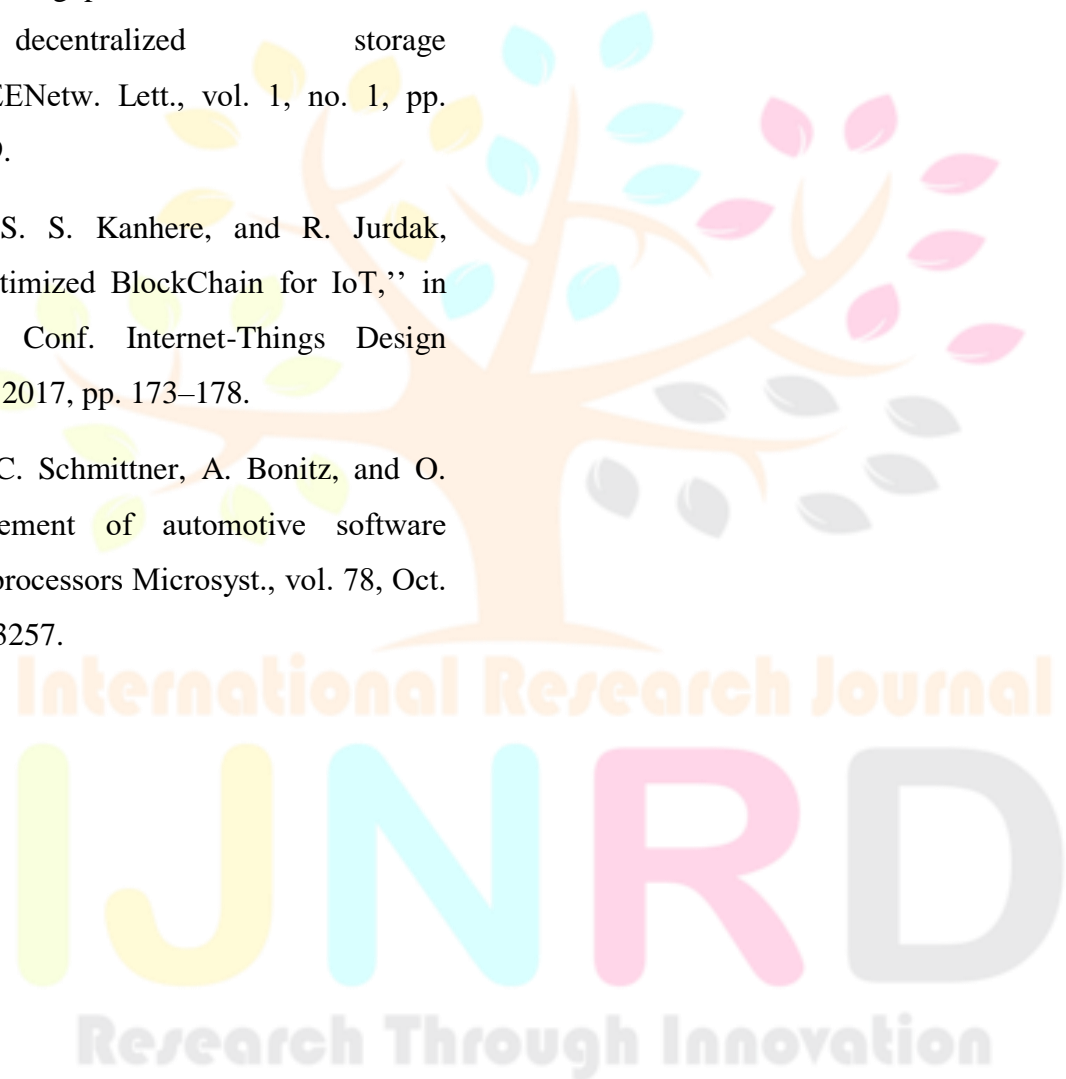 decentralized storage
Netw. Lett., vol. 1, no. 1, pp.
S. S. Kanhere, and R. Jurdak,
timized BlockChain for IoT,’’ in
Conf. Internet-Things Design
2017, pp. 173–178.
C. Schmittner, A. Bonitz, and O.
ement of automotive software
processors Microsyst., vol. 78, Oct.
3257.
International Research Journal
IJNRD
Research Through Innovation